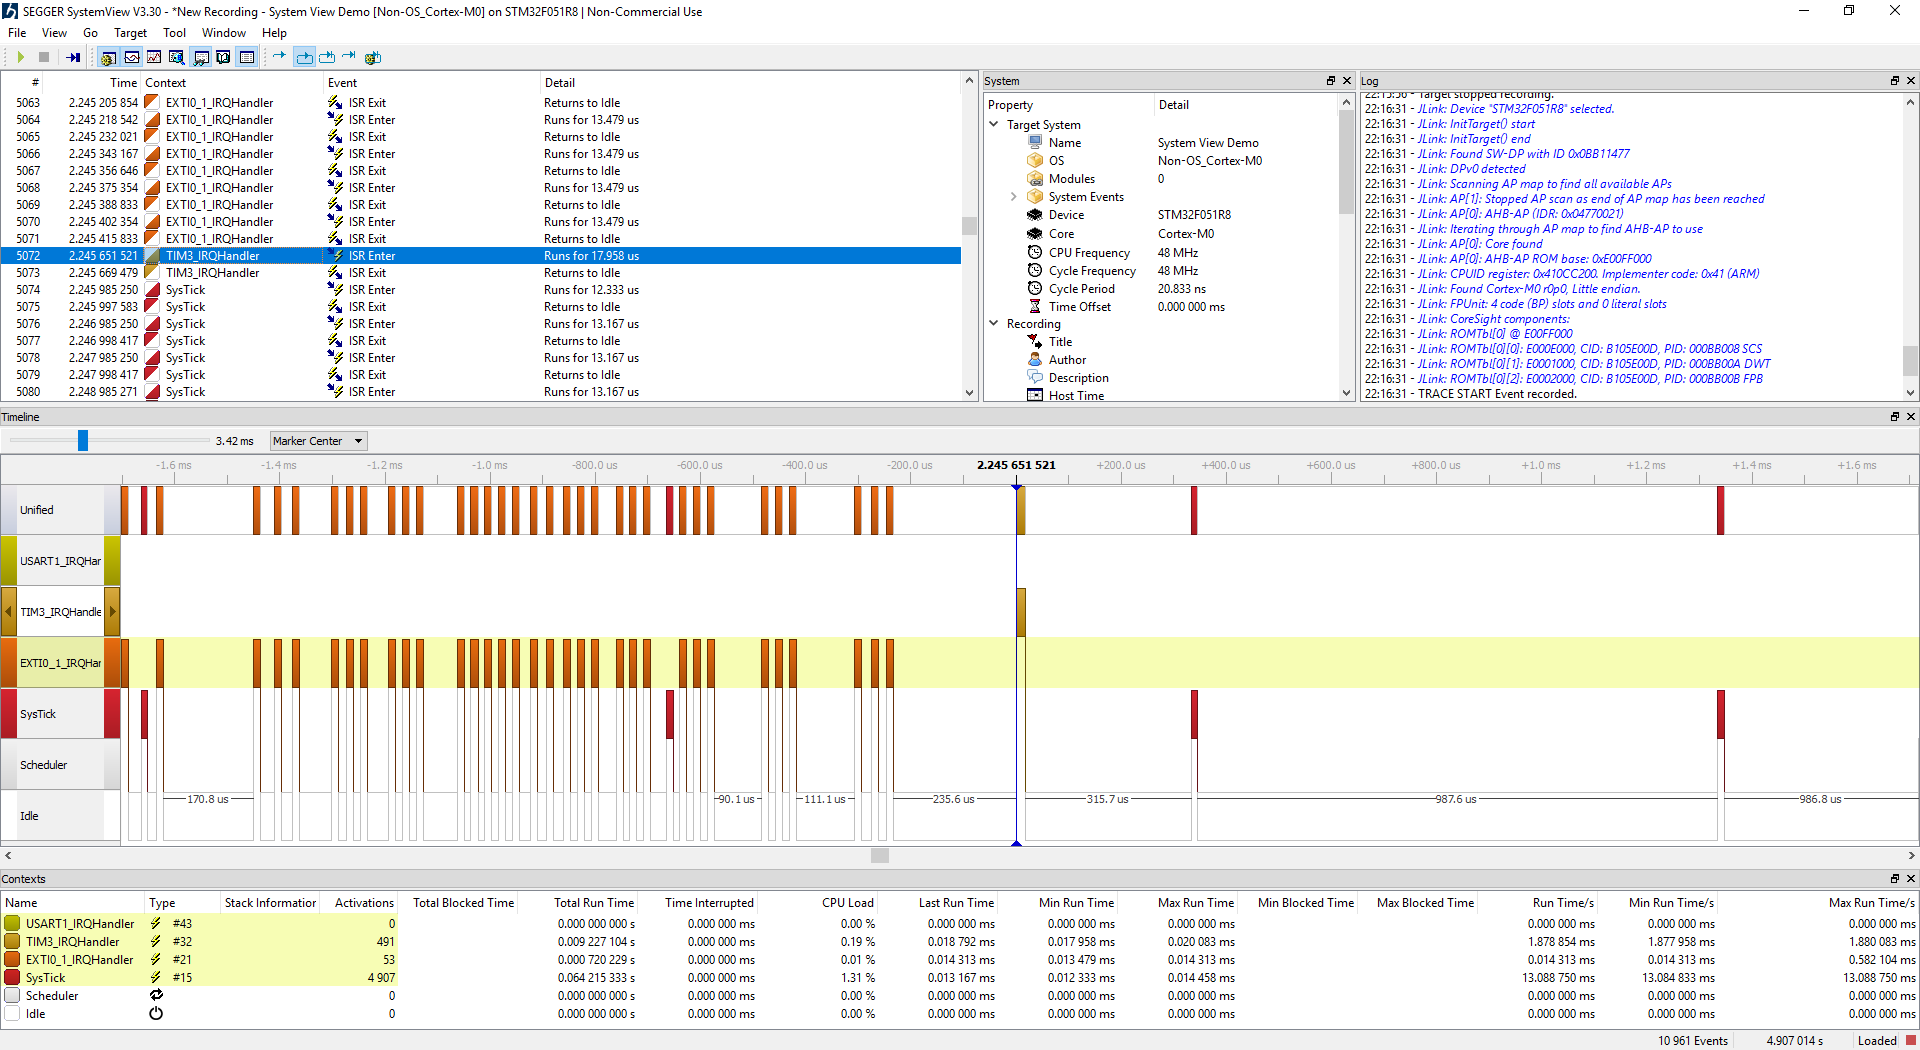 SEGGER SystemView V3.30 - *New Recording - System View Demo [Non-OS_Cortex-M0] on STM32F051R8 | Non-Commercial Use
File View Go Target Tool Window Help
# Time Context Event Detail
5063 2.245 205 854 EXTI0_1_IRQHandler ISR Exit Returns to Idle
5064 2.245 218 542 EXTI0_1_IRQHandler ISR Enter Runs for 13.479 us
5065 2.245 232 021 EXTI0_1_IRQHandler ISR Exit Returns to Idle
5066 2.245 343 167 EXTI0_1_IRQHandler ISR Enter Runs for 13.479 us
5067 2.245 356 646 EXTI0_1_IRQHandler ISR Exit Returns to Idle
5068 2.245 375 354 EXTI0_1_IRQHandler ISR Enter Runs for 13.479 us
5069 2.245 388 833 EXTI0_1_IRQHandler ISR Exit Returns to Idle
5070 2.245 402 354 EXTI0_1_IRQHandler ISR Enter Runs for 13.479 us
5071 2.245 415 833 EXTI0_1_IRQHandler ISR Exit Returns to Idle
5072 2.245 651 521 TIM3_IRQHandler ISR Enter Runs for 17.958 us
5073 2.245 669 479 TIM3_IRQHandler ISR Exit Returns to Idle
5074 2.245 985 250 SysTick ISR Enter Runs for 12.333 us
5075 2.245 997 583 SysTick ISR Exit Returns to Idle
5076 2.246 985 250 SysTick ISR Enter Runs for 13.167 us
5077 2.246 998 417 SysTick ISR Exit Returns to Idle
5078 2.247 985 250 SysTick ISR Enter Runs for 13.167 us
5079 2.247 998 417 SysTick ISR Exit Returns to Idle
5080 2.248 985 271 SysTick ISR Enter Runs for 13.167 us
System
Property Detail
Target System
Name System View Demo
OS Non-OS_Cortex-M0
Modules 0
System Events
Device STM32F051R8
Core Cortex-M0
CPU Frequency 48 MHz
Cycle Frequency 48 MHz
Cycle Period 20.833 ns
Time Offset 0.000 000 ms
Recording
Title
Author
Description
Host Time
Log
22:15:56 - Target stopped recording.
22:16:31 - JLink: Device "STM32F051R8" selected.
22:16:31 - JLink: InitTarget() start
22:16:31 - JLink: InitTarget() end
22:16:31 - JLink: Found SW-DP with ID 0x0BB11477
22:16:31 - JLink: DPv0 detected
22:16:31 - JLink: Scanning AP map to find all available APs
22:16:31 - JLink: AP[1]: Stopped AP scan as end of AP map has been reached
22:16:31 - JLink: AP[0]: AHB-AP (IDR: 0x04770021)
22:16:31 - JLink: Iterating through AP map to find AHB-AP to use
22:16:31 - JLink: AP[0]: Core found
22:16:31 - JLink: AP[0]: AHB-AP ROM base: 0xE00FF000
22:16:31 - JLink: CPUID register: 0x410CC200. Implementer code: 0x41 (ARM)
22:16:31 - JLink: Found Cortex-M0 r0p0, Little endian.
22:16:31 - JLink: FPUnit: 4 code (BP) slots and 0 literal slots
22:16:31 - JLink: CoreSight components:
22:16:31 - JLink: ROMTbl[0] @ E00FF000
22:16:31 - JLink: ROMTbl[0][0]: E000E000, CID: B105E00D, PID: 000BB008 SCS
22:16:31 - JLink: ROMTbl[0][1]: E0001000, CID: B105E00D, PID: 000BB00A DWT
22:16:31 - JLink: ROMTbl[0][2]: E0002000, CID: B105E00D, PID: 000BB00B FPB
22:16:31 - TRACE START Event recorded.
Timeline
3.42 ms Marker Center
-1.6 ms -1.4 ms -1.2 ms -1.0 ms -800.0 us -600.0 us -400.0 us -200.0 us 2.245 651 521 +200.0 us +400.0 us +600.0 us +800.0 us +1.0 ms +1.2 ms +1.4 ms +1.6 ms
Unified
USART1_IRQHar
TIM3_IRQHandle
EXTI0_1_IRQHar
SysTick
Scheduler
170.8 us 90.1 us 111.1 us 235.6 us 315.7 us 987.6 us 986.8 us
Idle
Contexts
Name Type Stack Information Activations Total Blocked Time Total Run Time Time Interrupted CPU Load Last Run Time Min Run Time Max Run Time Min Blocked Time Max Blocked Time Run Time/s Min Run Time/s Max Run Time/s
USART1_IRQHandler #43 0 0.000 000 000 s 0.000 000 ms 0.00 % 0.000 000 ms 0.000 000 ms 0.000 000 ms 0.000 000 ms 0.000 000 ms 0.000 000 ms
TIM3_IRQHandler #32 491 0.009 227 104 s 0.000 000 ms 0.19 % 0.018 792 ms 0.017 958 ms 0.020 083 ms 1.878 854 ms 1.877 958 ms 1.880 083 ms
EXTI0_1_IRQHandler #21 53 0.000 720 229 s 0.000 000 ms 0.01 % 0.014 313 ms 0.013 479 ms 0.014 313 ms 0.014 313 ms 0.014 313 ms 0.582 104 ms
SysTick #15 4 907 0.064 215 333 s 0.000 000 ms 1.31 % 0.013 167 ms 0.012 333 ms 0.014 458 ms 13.088 750 ms 13.084 833 ms 13.088 750 ms
Scheduler 0 0.000 000 000 s 0.000 000 ms 0.00 % 0.000 000 ms 0.000 000 ms 0.000 000 ms 0.000 000 ms 0.000 000 ms 0.000 000 ms
Idle 0 0.000 000 000 s 0.000 000 ms 0.00 % 0.000 000 ms 0.000 000 ms 0.000 000 ms 0.000 000 ms 0.000 000 ms 0.000 000 ms
10 961 Events 4.907 014 s Loaded